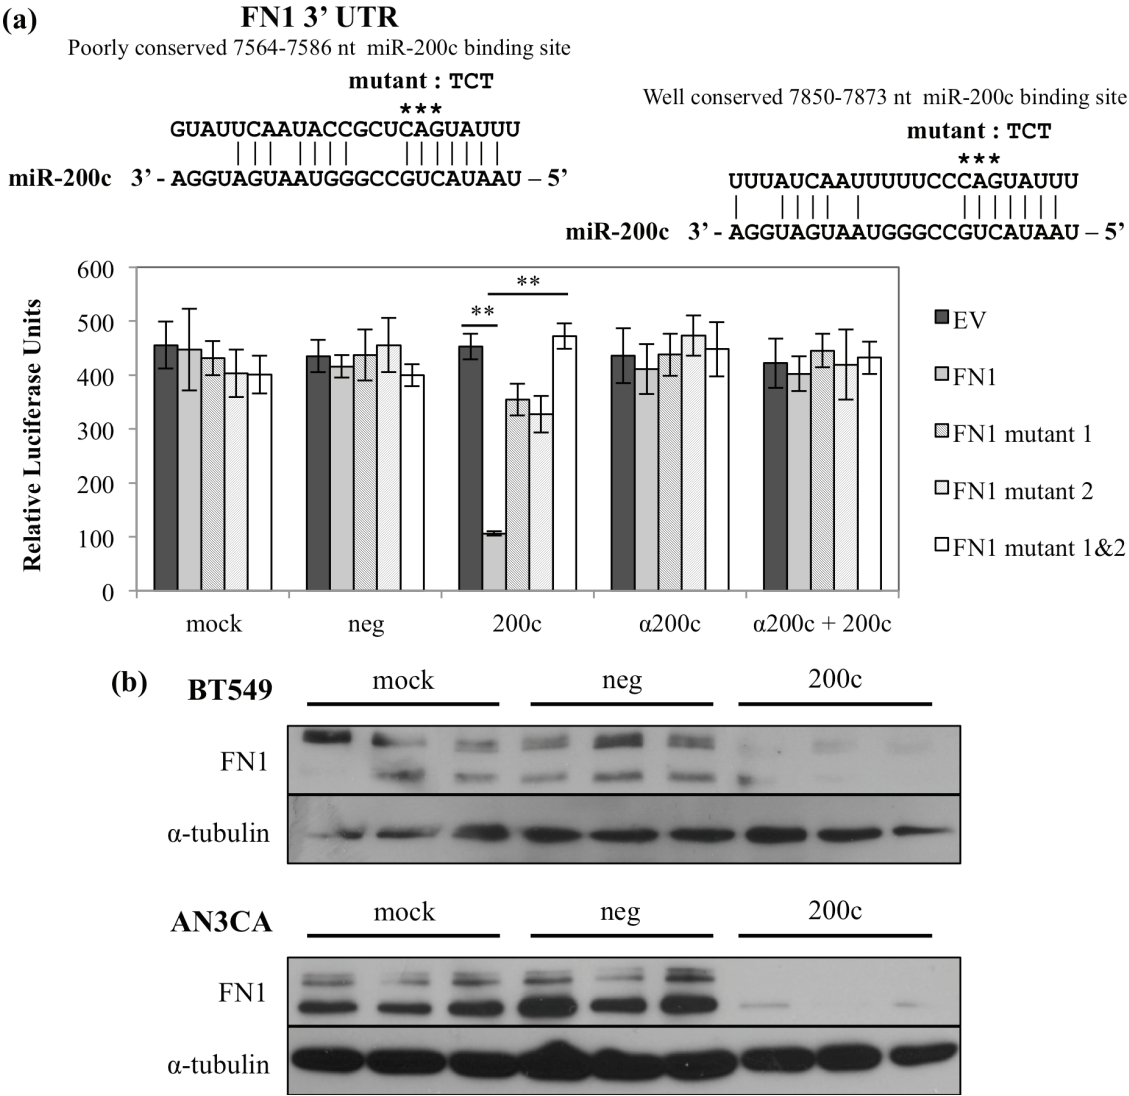 (a)
FN1 3’ UTR
Poorly conserved 7564-7586 nt miR-200c binding site
mutant : TCT
***
GUAUUCAAUACCGCUCAGUAUUU
miR-200c 3’ - AGGUAGUAAUGGGCCGUCAUAAU – 5’
Well conserved 7850-7873 nt miR-200c binding site
mutant : TCT
***
UUUAUCAAUUUUUCCCAGUAUUU
miR-200c 3’ - AGGUAGUAAUGGGCCGUCAUAAU – 5’
Relative Luciferase Units
600
500
400
300
200
100
0
**
**
mock neg 200c α200c α200c + 200c
EV
FN1
FN1 mutant 1
FN1 mutant 2
FN1 mutant 1&2
(b)
BT549
mock neg 200c
FN1
α-tubulin
AN3CA
mock neg 200c
FN1
α-tubulin